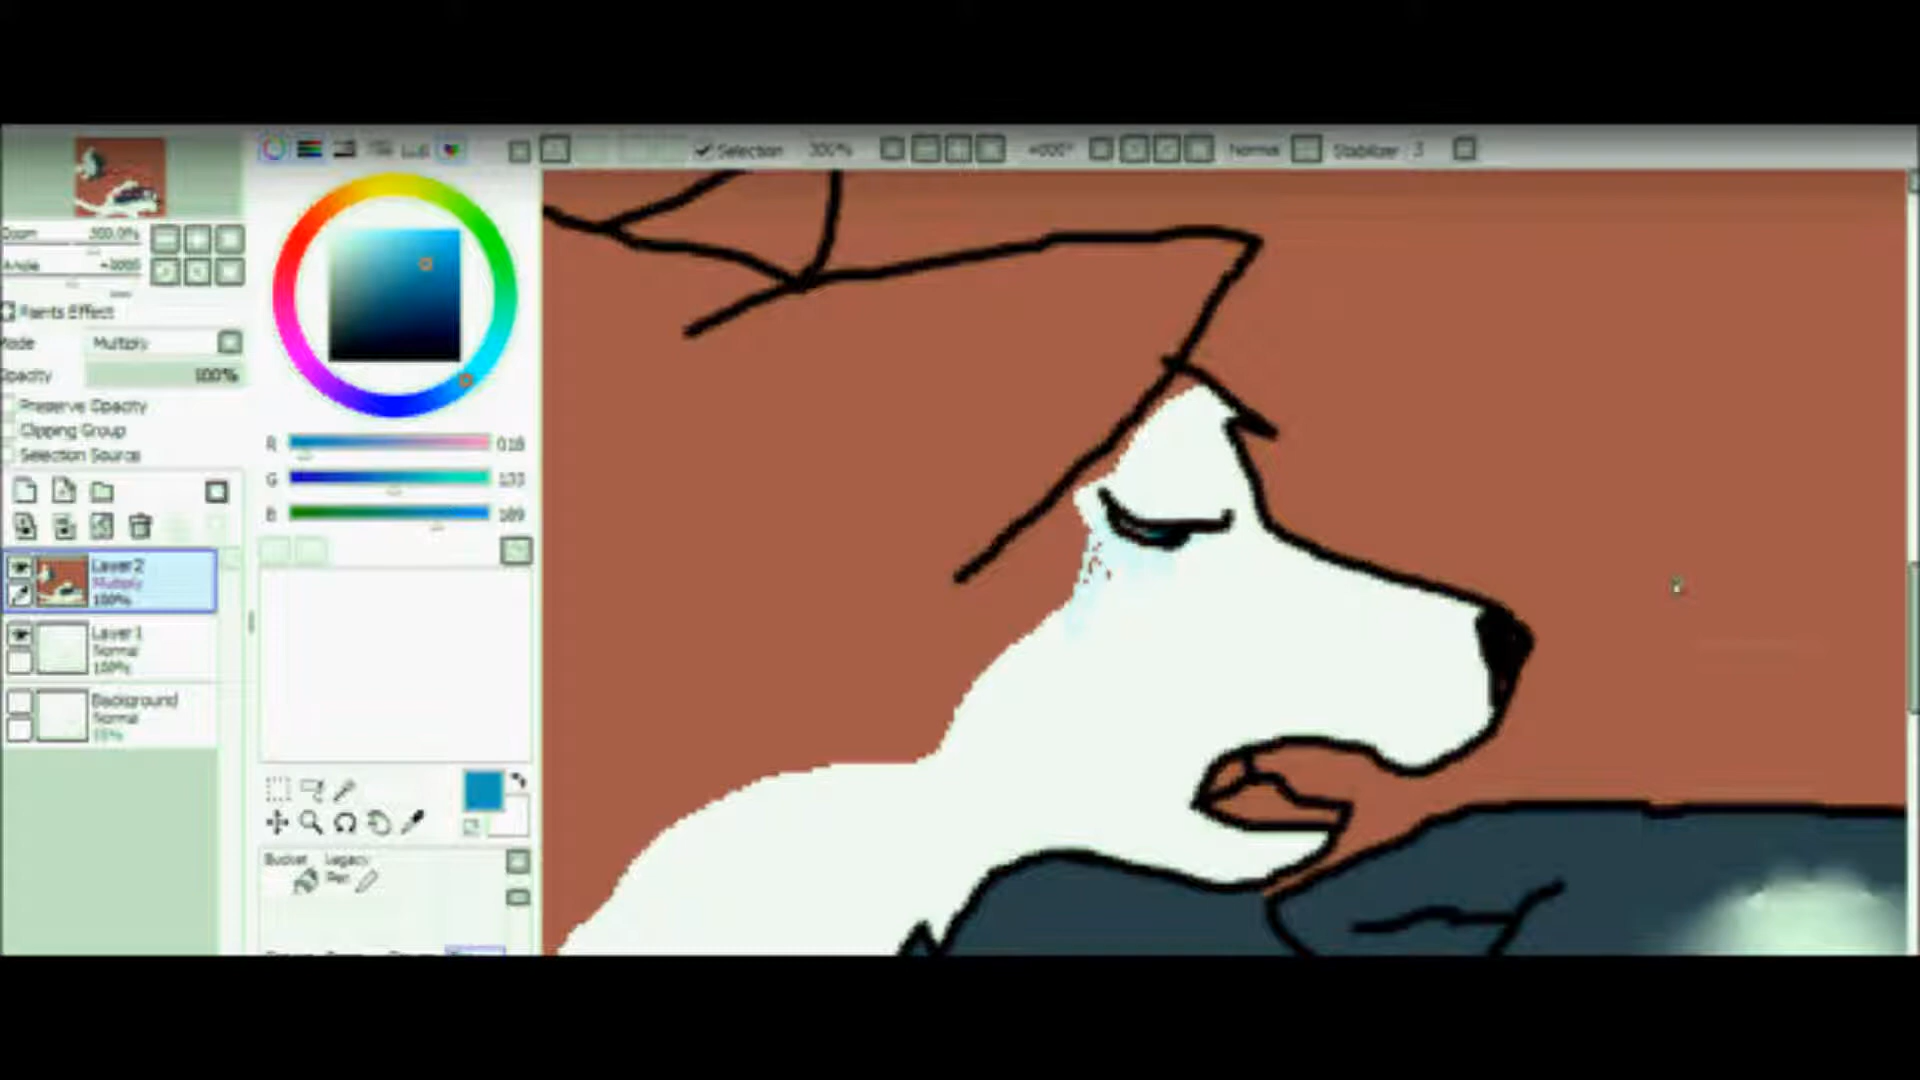 Selection 300% +000° Normal Stabilizer 3
Zoom 300.0%
Angle +000°
Paints Effect
Mode Multiply
Opacity 100%
Preserve Opacity
Clipping Group
Selection Source
R 018
G 133
B 189
Layer2
Multiply
100%
Layer1
Normal
100%
Background
Normal
Bucket Legacy
Pen